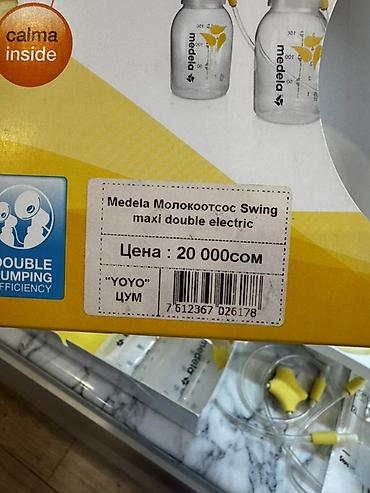 calma
inside
medela
medela
Medela Молокоотсос Swing
maxi double electric
Цена : 20 000сом
"YOYO"
ЦУМ
7 612367 026178
DOUBLE
PUMPING
EFFICIENCY
medela